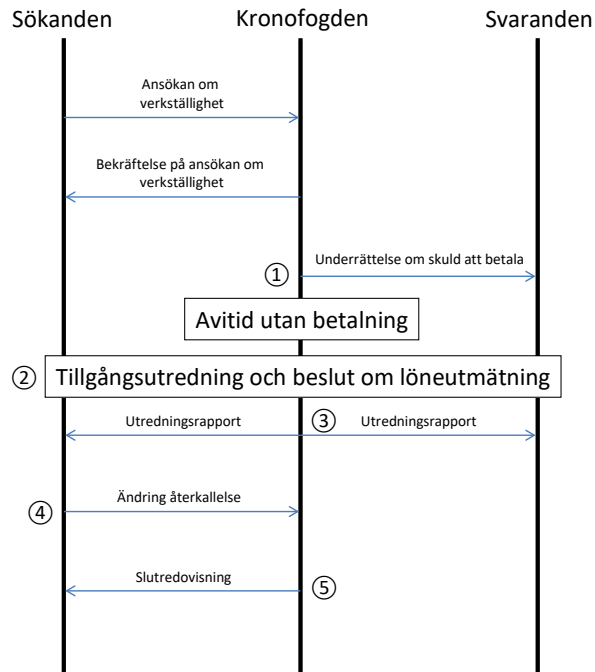 Sökanden Kronofogden Svaranden
Ansökan om
verkställighet
Bekräftelse på ansökan om
verkställighet
Underrättelse om skuld att betala
①
Avitid utan betalning
② Tillgångsutredning och beslut om löneutmätning
Utredningsrapport ③ Utredningsrapport
Ändring återkallelse
④
Slutredovisning
⑤